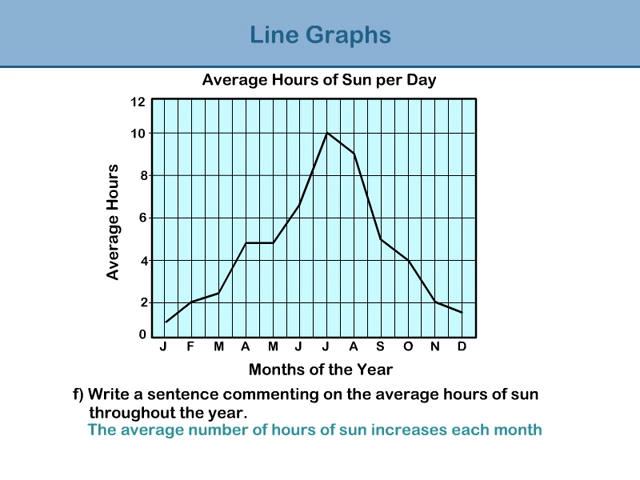 Line Graphs
Average Hours of Sun per Day
12
10
8
6
4
2
0
Average Hours
J F M A M J J A S O N D
Months of the Year
f) Write a sentence commenting on the average hours of sun
throughout the year.
The average number of hours of sun increases each month